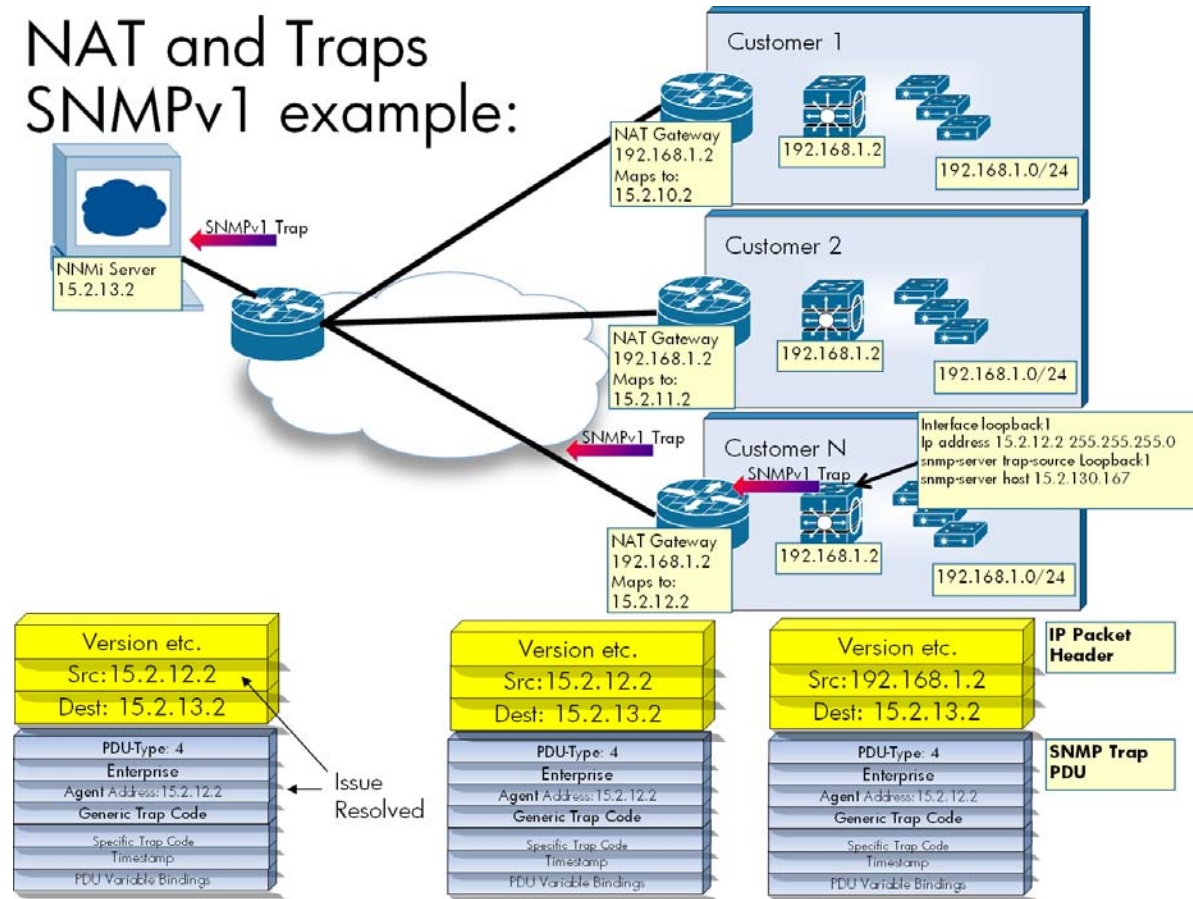 NAT and Traps
SNMPv1 example:
NNMi Server
15.2.13.2
SNMPv1 Trap
Customer 1
NAT Gateway
192.168.1.2
Maps to:
15.2.10.2
192.168.1.2
192.168.1.0/24
Customer 2
NAT Gateway
192.168.1.2
Maps to:
15.2.11.2
192.168.1.2
192.168.1.0/24
SNMPv1 Trap
Customer N
SNMPv1 Trap
Interface loopback1
Ip address 15.2.12.2 255.255.255.0
snmp-server trap-source Loopback1
snmp-server host 15.2.130.167
NAT Gateway
192.168.1.2
Maps to:
15.2.12.2
192.168.1.2
192.168.1.0/24
Version etc.
Src:15.2.12.2
Dest: 15.2.13.2
PDU-Type: 4
Enterprise
Agent Address:15.2.12.2
Generic Trap Code
Specific Trap Code
Timestamp
PDU Variable Bindings
Issue
Resolved
Version etc.
Src:15.2.12.2
Dest: 15.2.13.2
PDU-Type: 4
Enterprise
Agent Address:15.2.12.2
Generic Trap Code
Specific Trap Code
Timestamp
PDU Variable Bindings
Version etc.
Src:192.168.1.2
Dest: 15.2.13.2
PDU-Type: 4
Enterprise
Agent Address:15.2.12.2
Generic Trap Code
Specific Trap Code
Timestamp
PDU Variable Bindings
IP Packet
Header
SNMP Trap
PDU